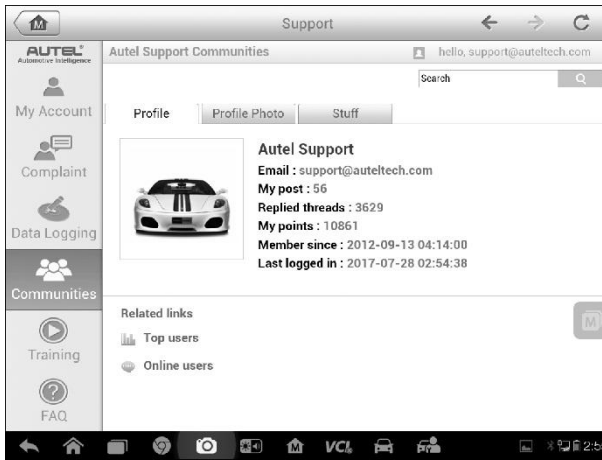 Support
AUTEL®
Automotive Intelligence
Autel Support Communities
hello, support@auteltech.com
Search
My Account
Complaint
Data Logging
Communities
Training
FAQ
Profile
Profile Photo
Stuff
Autel Support
Email : support@auteltech.com
My post : 56
Replied threads : 3629
My points : 10861
Member since : 2012-09-13 04:14:00
Last logged in : 2017-07-28 02:54:38
Related links
Top users
Online users
M
M
M
VCI
2:5